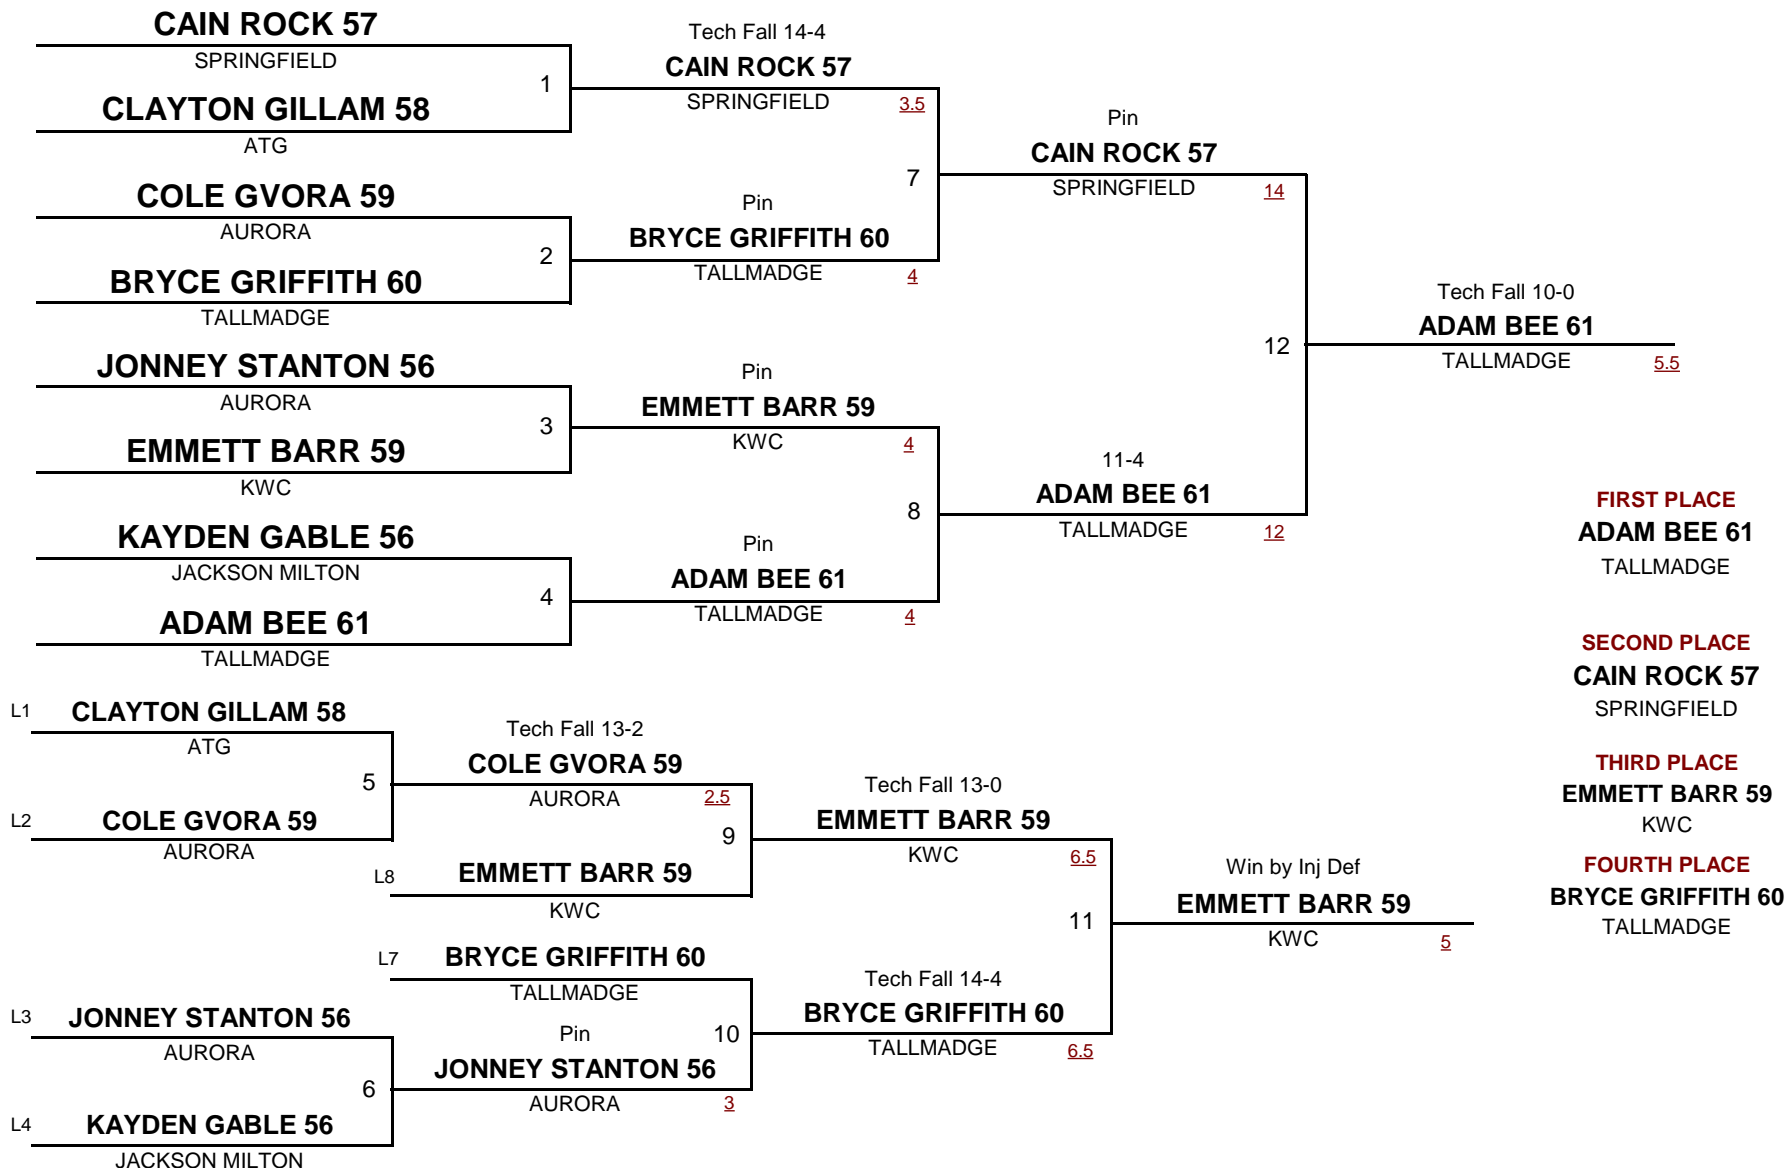 CAIN ROCK 57
SPRINGFIELD
1
CLAYTON GILLAM 58
ATG
Tech Fall 14-4
CAIN ROCK 57
SPRINGFIELD
3.5
COLE GVORA 59
AURORA
2
BRYCE GRIFFITH 60
TALLMADGE
Pin
BRYCE GRIFFITH 60
TALLMADGE
4
7
Pin
CAIN ROCK 57
SPRINGFIELD
14
JONNEY STANTON 56
AURORA
3
EMMETT BARR 59
KWC
Pin
EMMETT BARR 59
KWC
4
KAYDEN GABLE 56
JACKSON MILTON
4
ADAM BEE 61
TALLMADGE
Pin
ADAM BEE 61
TALLMADGE
4
8
11-4
ADAM BEE 61
TALLMADGE
12
12
Tech Fall 10-0
ADAM BEE 61
TALLMADGE
5.5
FIRST PLACE
ADAM BEE 61
TALLMADGE
SECOND PLACE
CAIN ROCK 57
SPRINGFIELD
THIRD PLACE
EMMETT BARR 59
KWC
FOURTH PLACE
BRYCE GRIFFITH 60
TALLMADGE
L1
CLAYTON GILLAM 58
ATG
5
L2
COLE GVORA 59
AURORA
Tech Fall 13-2
COLE GVORA 59
AURORA
2.5
9
L8
EMMETT BARR 59
KWC
Tech Fall 13-0
EMMETT BARR 59
KWC
6.5
L7
BRYCE GRIFFITH 60
TALLMADGE
10
L3
JONNEY STANTON 56
AURORA
6
L4
KAYDEN GABLE 56
JACKSON MILTON
Pin
JONNEY STANTON 56
AURORA
3
Tech Fall 14-4
BRYCE GRIFFITH 60
TALLMADGE
6.5
11
Win by Inj Def
EMMETT BARR 59
KWC
5